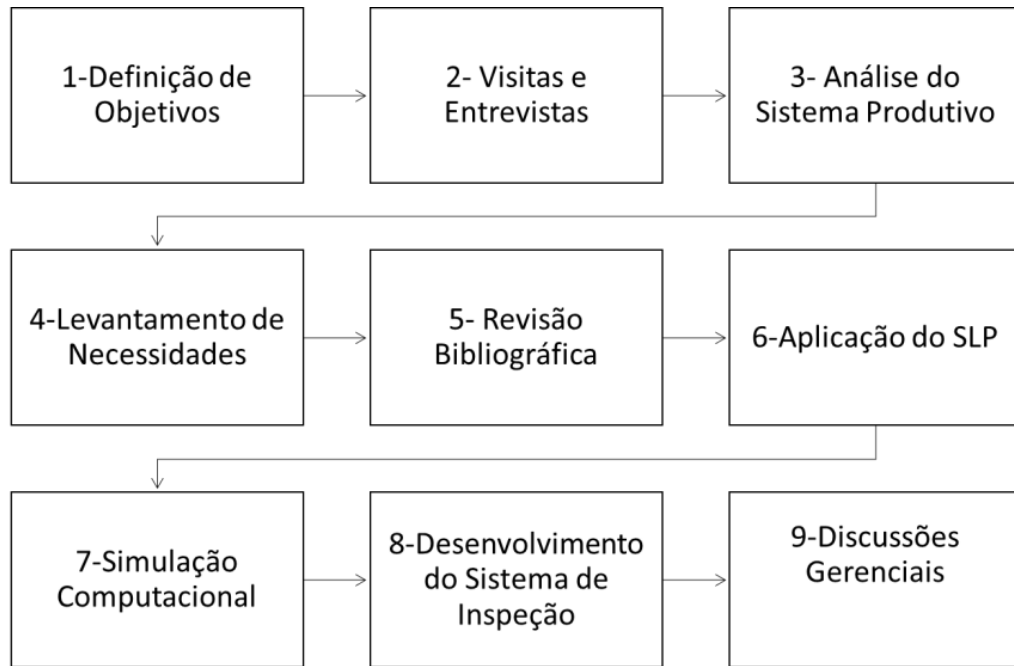 1-Definição de
Objetivos
2- Visitas e
Entrevistas
3- Análise do
Sistema Produtivo
4-Levantamento de
Necessidades
5- Revisão
Bibliográfica
6-Aplicação do SLP
7-Simulação
Computacional
8-Desenvolvimento
do Sistema de
Inspeção
9-Discussões
Gerenciais